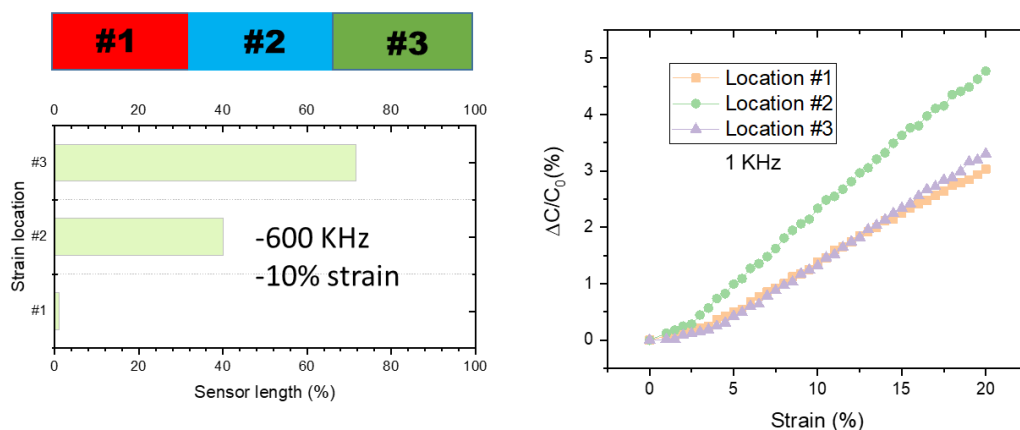 #1 #2 #3
0 20 40 60 80 100
#3
#2
#1
Strain location
-600 KHz
-10% strain
0 20 40 60 80 100
Sensor length (%)
5
4
3
2
1
0
ΔC/C₀(%)
Location #1
Location #2
Location #3
1 KHz
0 5 10 15 20
Strain (%)